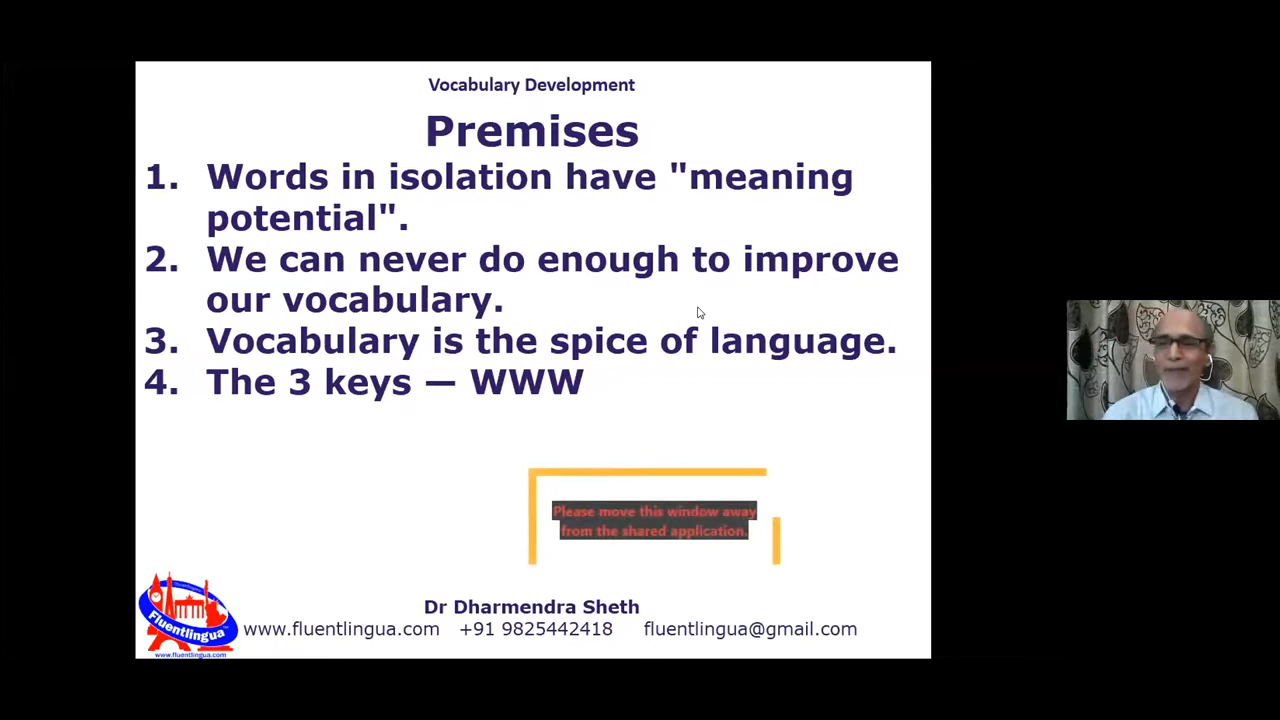 Vocabulary Development
Premises
1. Words in isolation have "meaning
potential".
2. We can never do enough to improve
our vocabulary.
3. Vocabulary is the spice of language.
4. The 3 keys — WWW
Please move this window away
from the shared application.
Dr Dharmendra Sheth
www.fluentlingua.com +91 9825442418 fluentlingua@gmail.com
Fluentlingua
www.fluentlingua.com